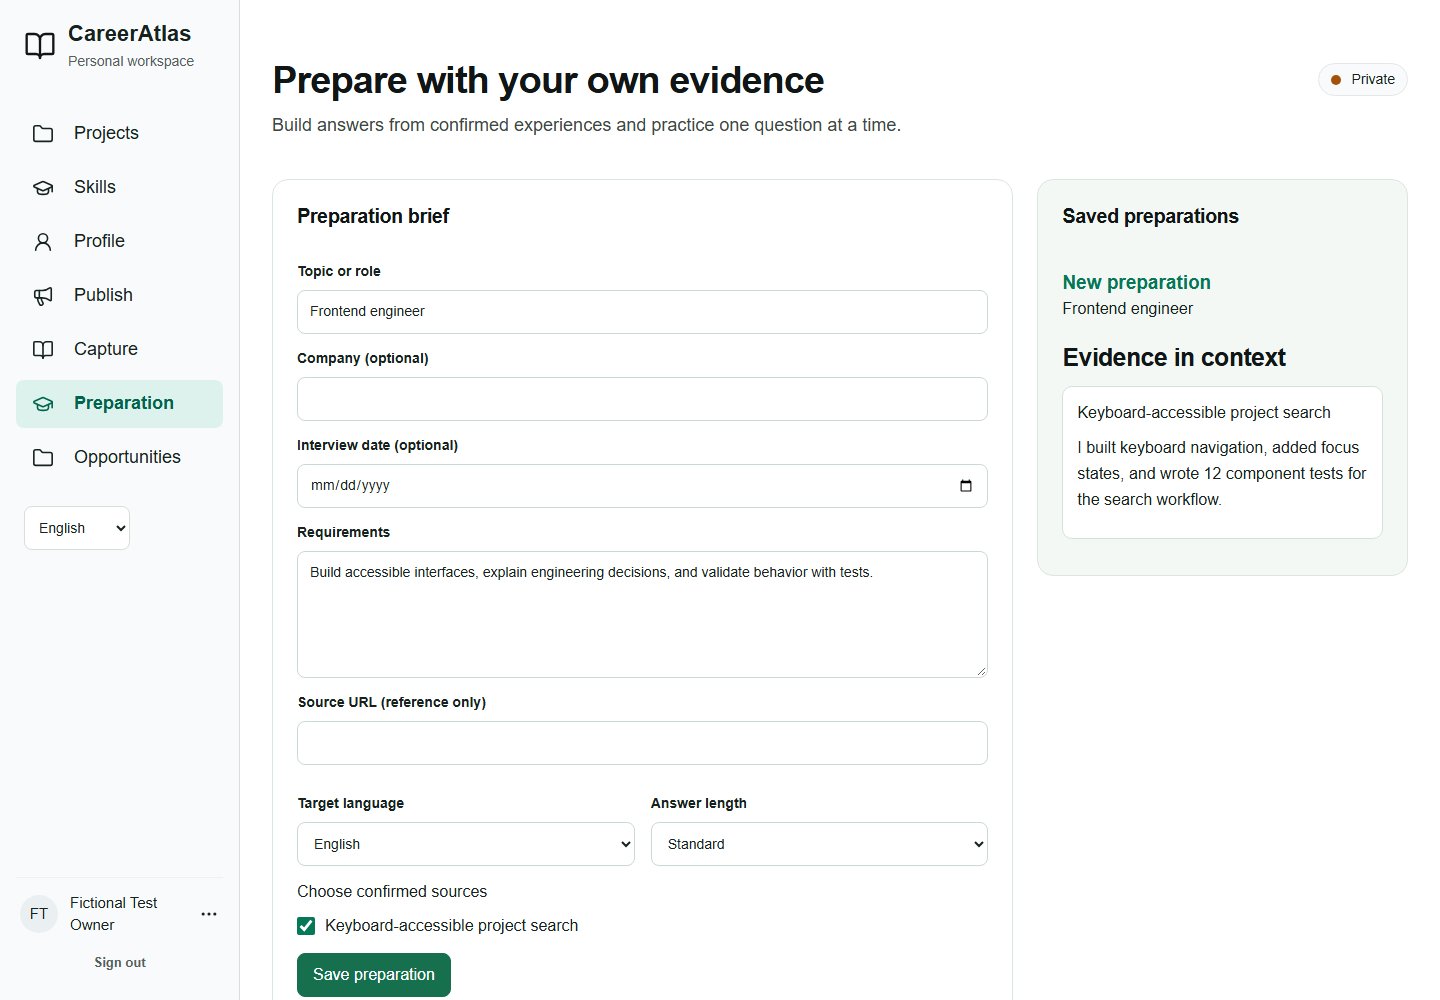 CareerAtlas
Personal workspace
Projects
Skills
Profile
Publish
Capture
Preparation
Opportunities
English
FT
Fictional Test
Owner
Sign out
Prepare with your own evidence
Build answers from confirmed experiences and practice one question at a time.
Private
Preparation brief
Topic or role
Frontend engineer
Company (optional)
Interview date (optional)
mm/dd/yyyy
Requirements
Build accessible interfaces, explain engineering decisions, and validate behavior with tests.
Source URL (reference only)
Target language
Answer length
English
Standard
Choose confirmed sources
Keyboard-accessible project search
Save preparation
Saved preparations
New preparation
Frontend engineer
Evidence in context
Keyboard-accessible project search
I built keyboard navigation, added focus
states, and wrote 12 component tests for
the search workflow.